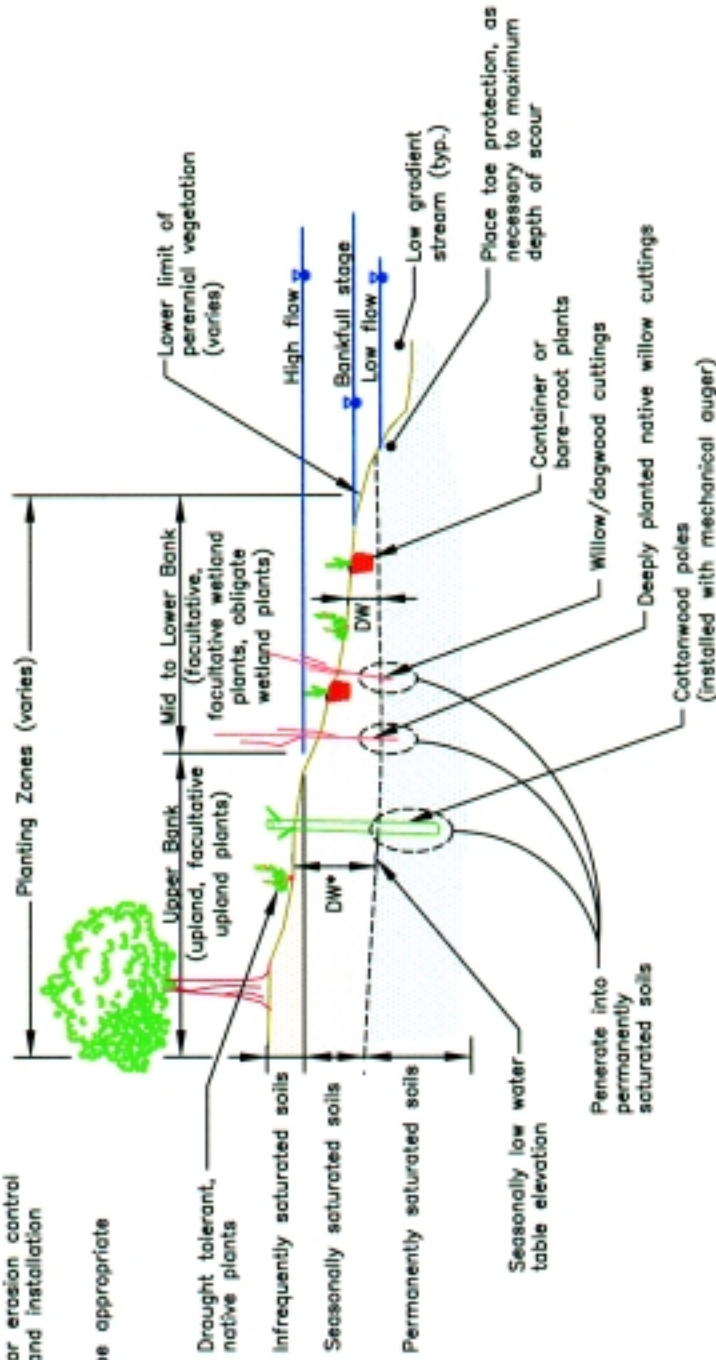 or erosion control
and installation
e appropriate
Planting Zones (varies)
Upper Bank
(upland, facultative
upland plants)
Mid to Lower Bank
(facultative,
facultative wetland
plants, obligate
wetland plants)
Lower limit of
perennial vegetation
(varies)
High flow
Bankfull stage
Low flow
Low gradient
stream (typ.)
Place toe protection, as
necessary to maximum
depth of scour
Drought tolerant,
native plants
Infrequently saturated soils
Seasonally saturated soils
Permanently saturated soils
DW*
DW
Container or
bare-root plants
Willow/dogwood cuttings
Deeply planted native willow cuttings
Cottonwood poles
(installed with mechanical auger)
Seasonally low water
table elevation
Penerate into
permanently
saturated soils